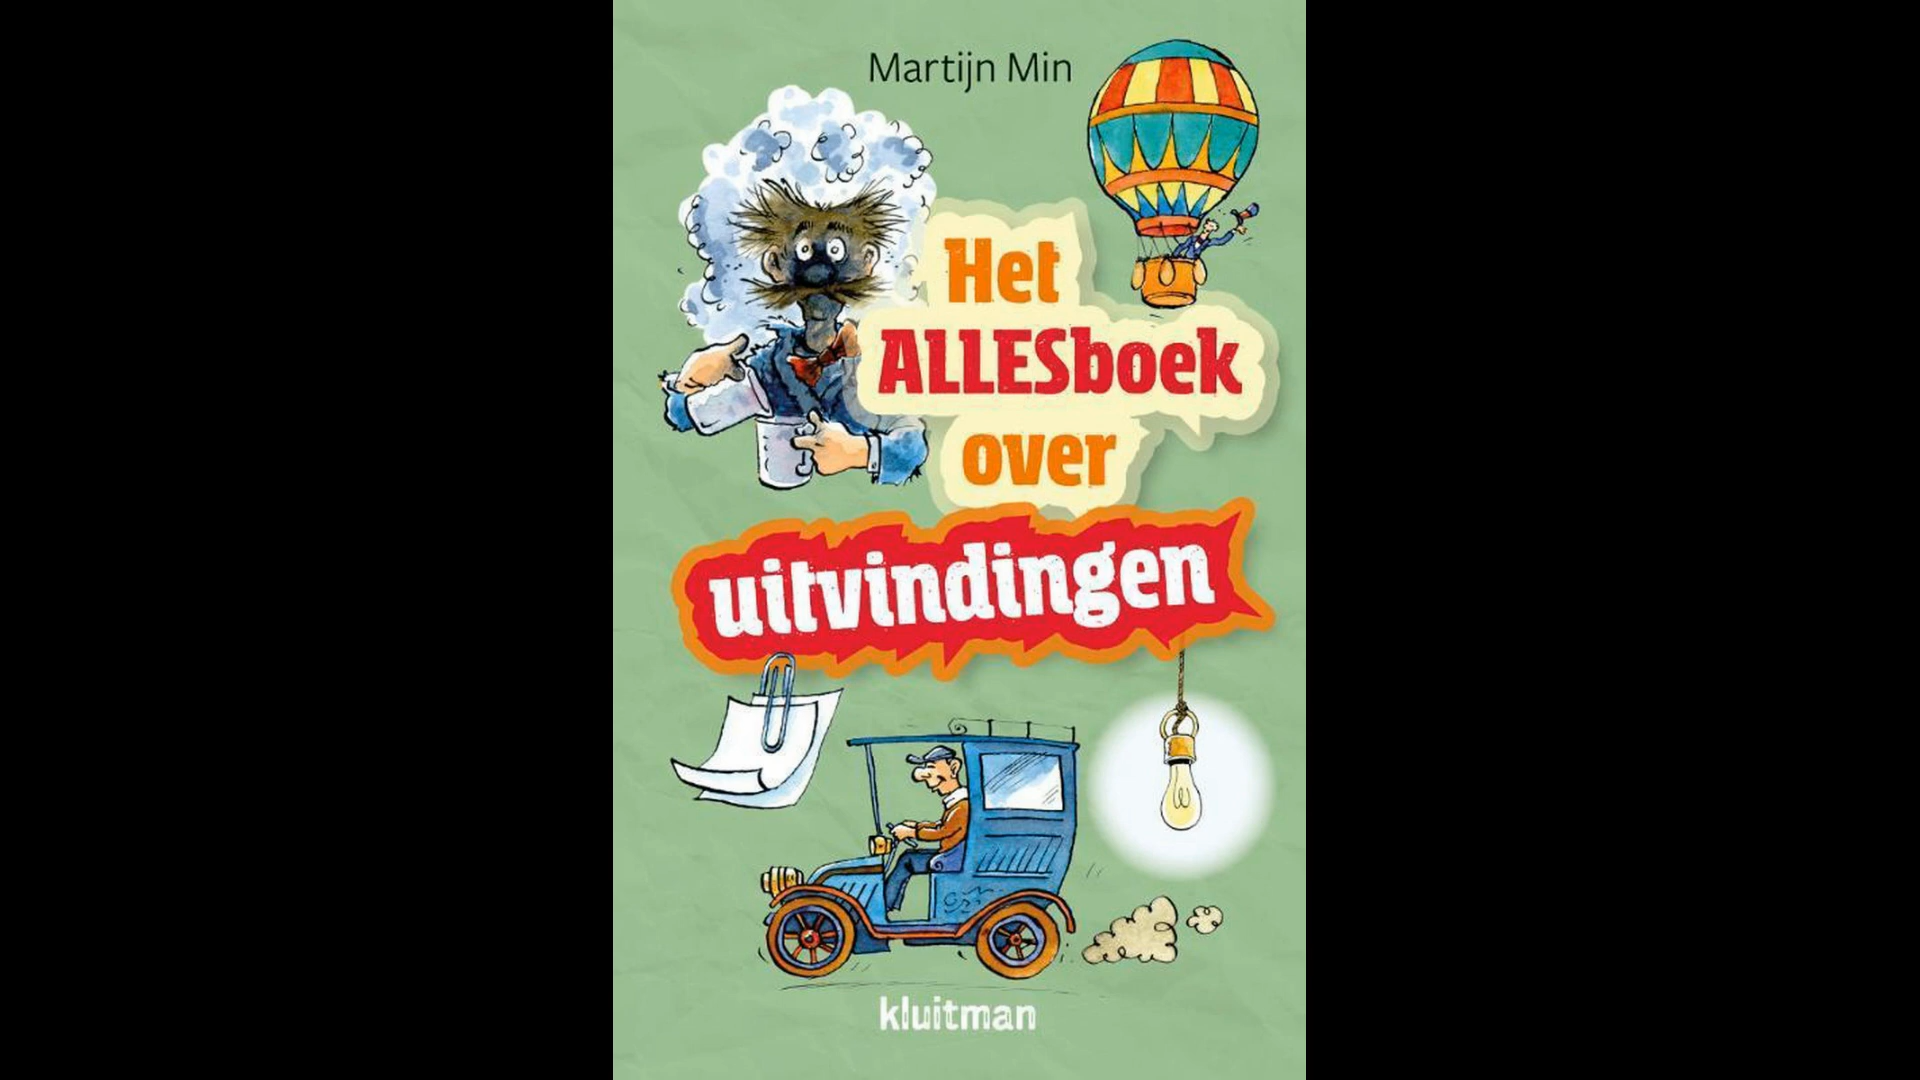 Martijn Min
Het
ALLESboek
over
uitvindingen
kluitman